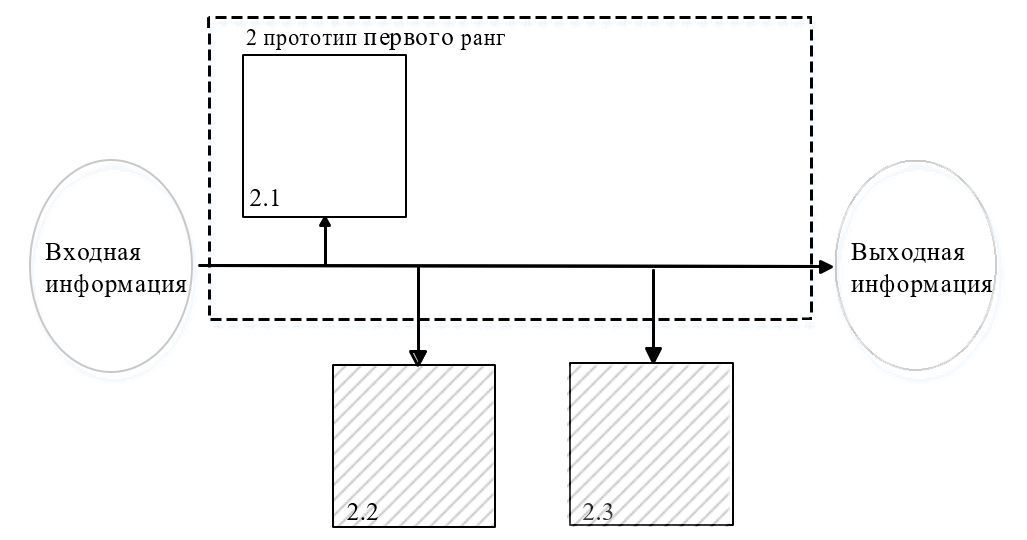 2 прототип первого ранг
2.1
Входная
информация
Выходная
информация
2.2
2.3